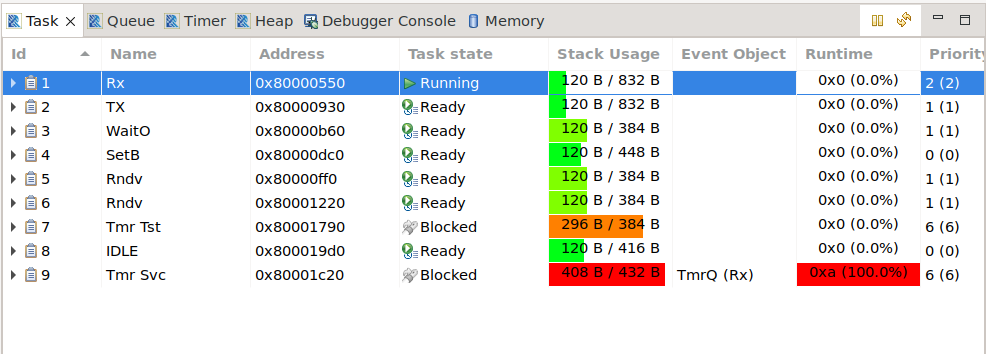 Task Queue Timer Heap Debugger Console Memory
Id Name Address Task state Stack Usage Event Object Runtime Priority
1 Rx 0x80000550 Running 120 B / 832 B 0x0 (0.0%) 2 (2)
2 TX 0x80000930 Ready 120 B / 832 B 0x0 (0.0%) 1 (1)
3 WaitO 0x80000b60 Ready 120 B / 384 B 0x0 (0.0%) 1 (1)
4 SetB 0x80000dc0 Ready 120 B / 448 B 0x0 (0.0%) 0 (0)
5 Rndv 0x80000ff0 Ready 120 B / 384 B 0x0 (0.0%) 1 (1)
6 Rndv 0x80001220 Ready 120 B / 384 B 0x0 (0.0%) 1 (1)
7 Tmr Tst 0x80001790 Blocked 296 B / 384 B 0x0 (0.0%) 6 (6)
8 IDLE 0x800019d0 Ready 120 B / 416 B 0x0 (0.0%) 0 (0)
9 Tmr Svc 0x80001c20 Blocked 408 B / 432 B TmrQ (Rx) 0xa (100.0%) 6 (6)